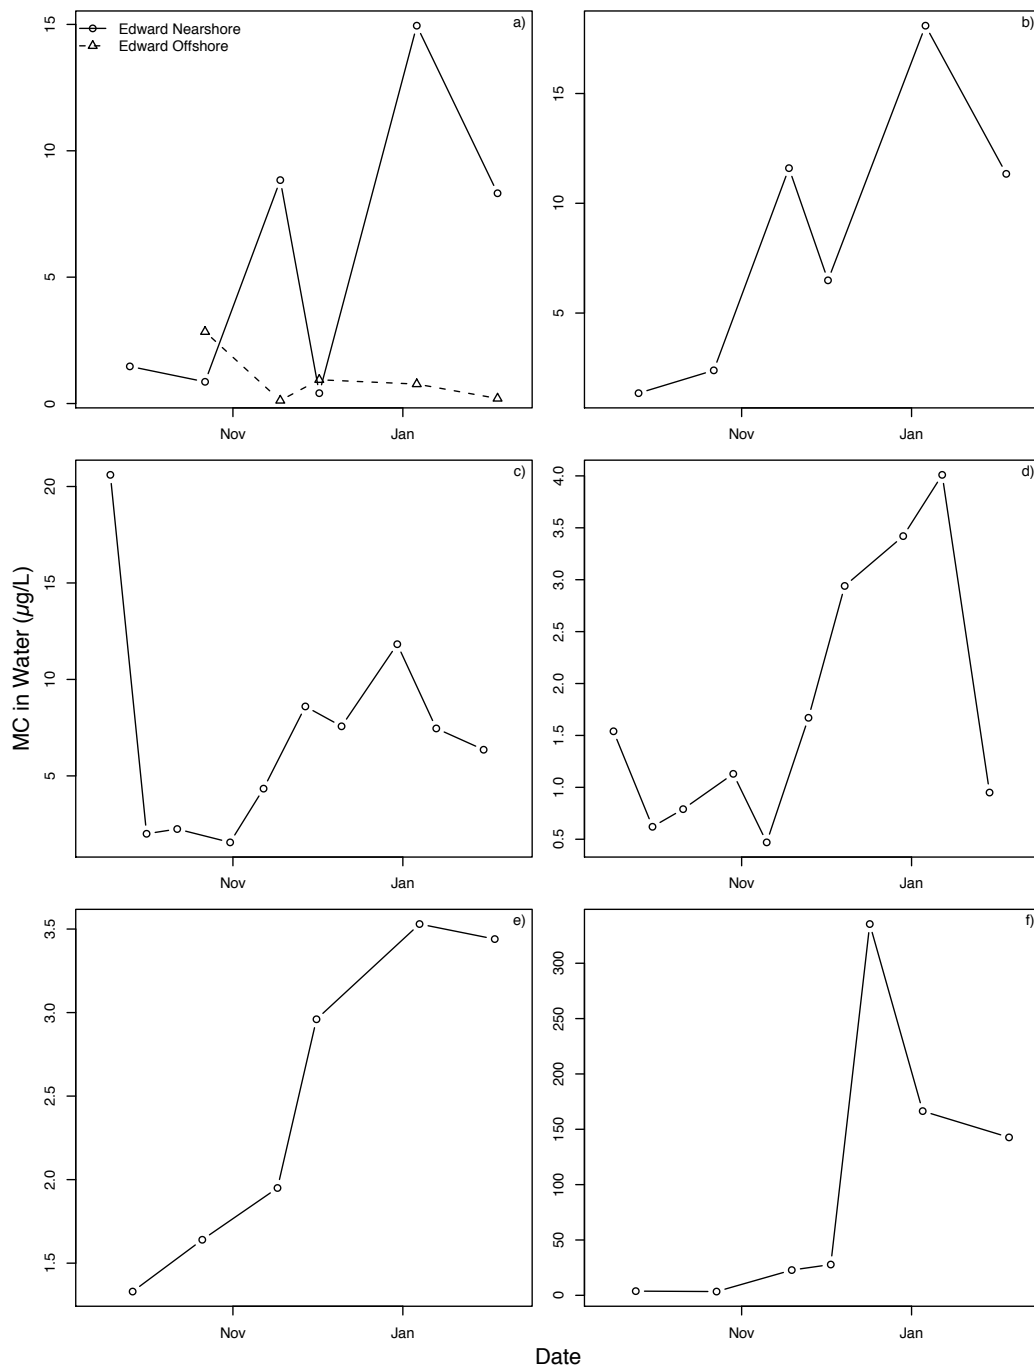 a)
Edward Nearshore
Edward Offshore
15
10
5
0
Nov Jan
b)
15
10
5
Nov Jan
c)
20
15
10
5
Nov Jan
d)
4.0
3.5
3.0
2.5
2.0
1.5
1.0
0.5
Nov Jan
e)
3.5
3.0
2.5
2.0
1.5
Nov Jan
f)
300
250
200
150
100
50
0
Nov Jan
MC in Water (µg/L)
Date